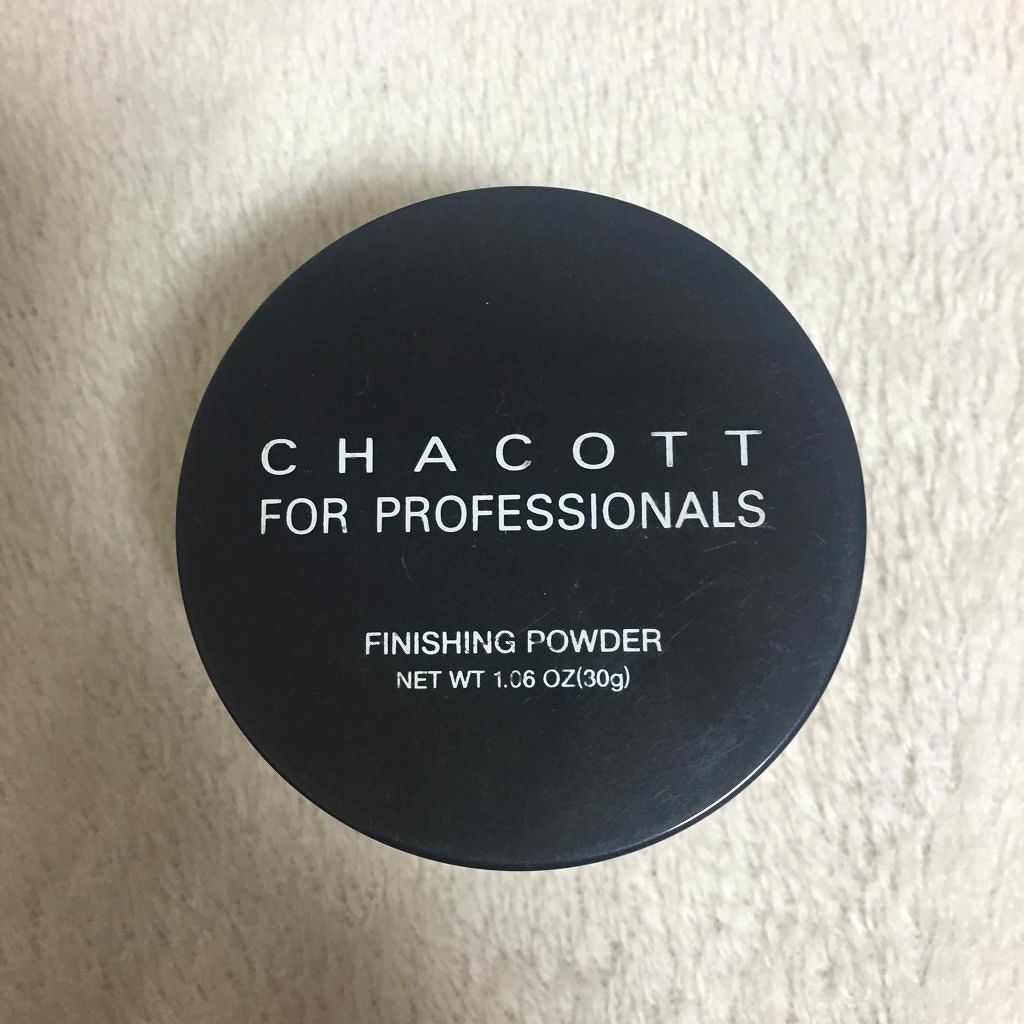 CHACOTT
FOR PROFESSIONALS
FINISHING POWDER
NET WT 1.06 OZ(30g)